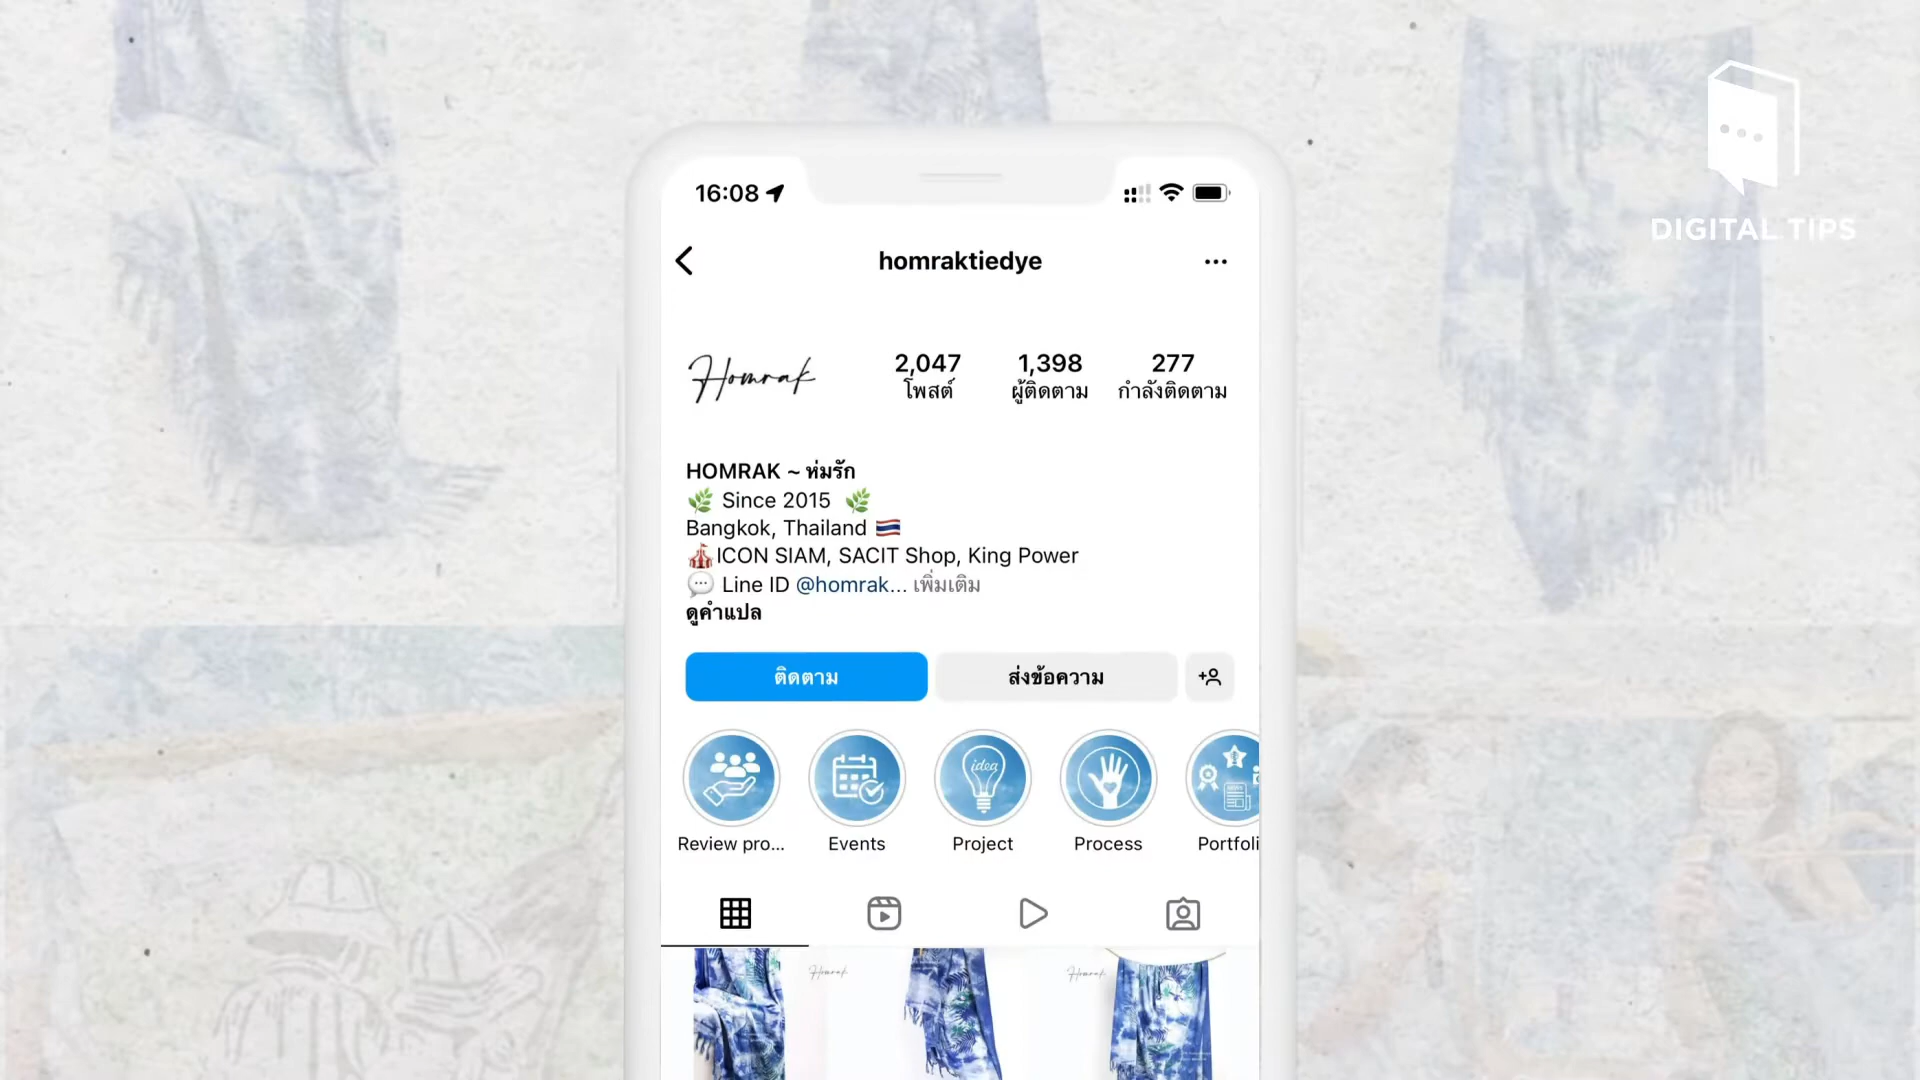 DIGITAL TIPS
16:08
homraktiedye
Homrak
2,047
โพสต์
1,398
ผู้ติดตาม
277
กำลังติดตาม
HOMRAK ~ ห่มรัก
Since 2015
Bangkok, Thailand
ICON SIAM, SACIT Shop, King Power
Line ID @homrak... เพิ่มเติม
ดูคำแปล
ติดตาม
ส่งข้อความ
idea
NEWS
Review pro...
Events
Project
Process
Portfoli
Homrak
Homrak